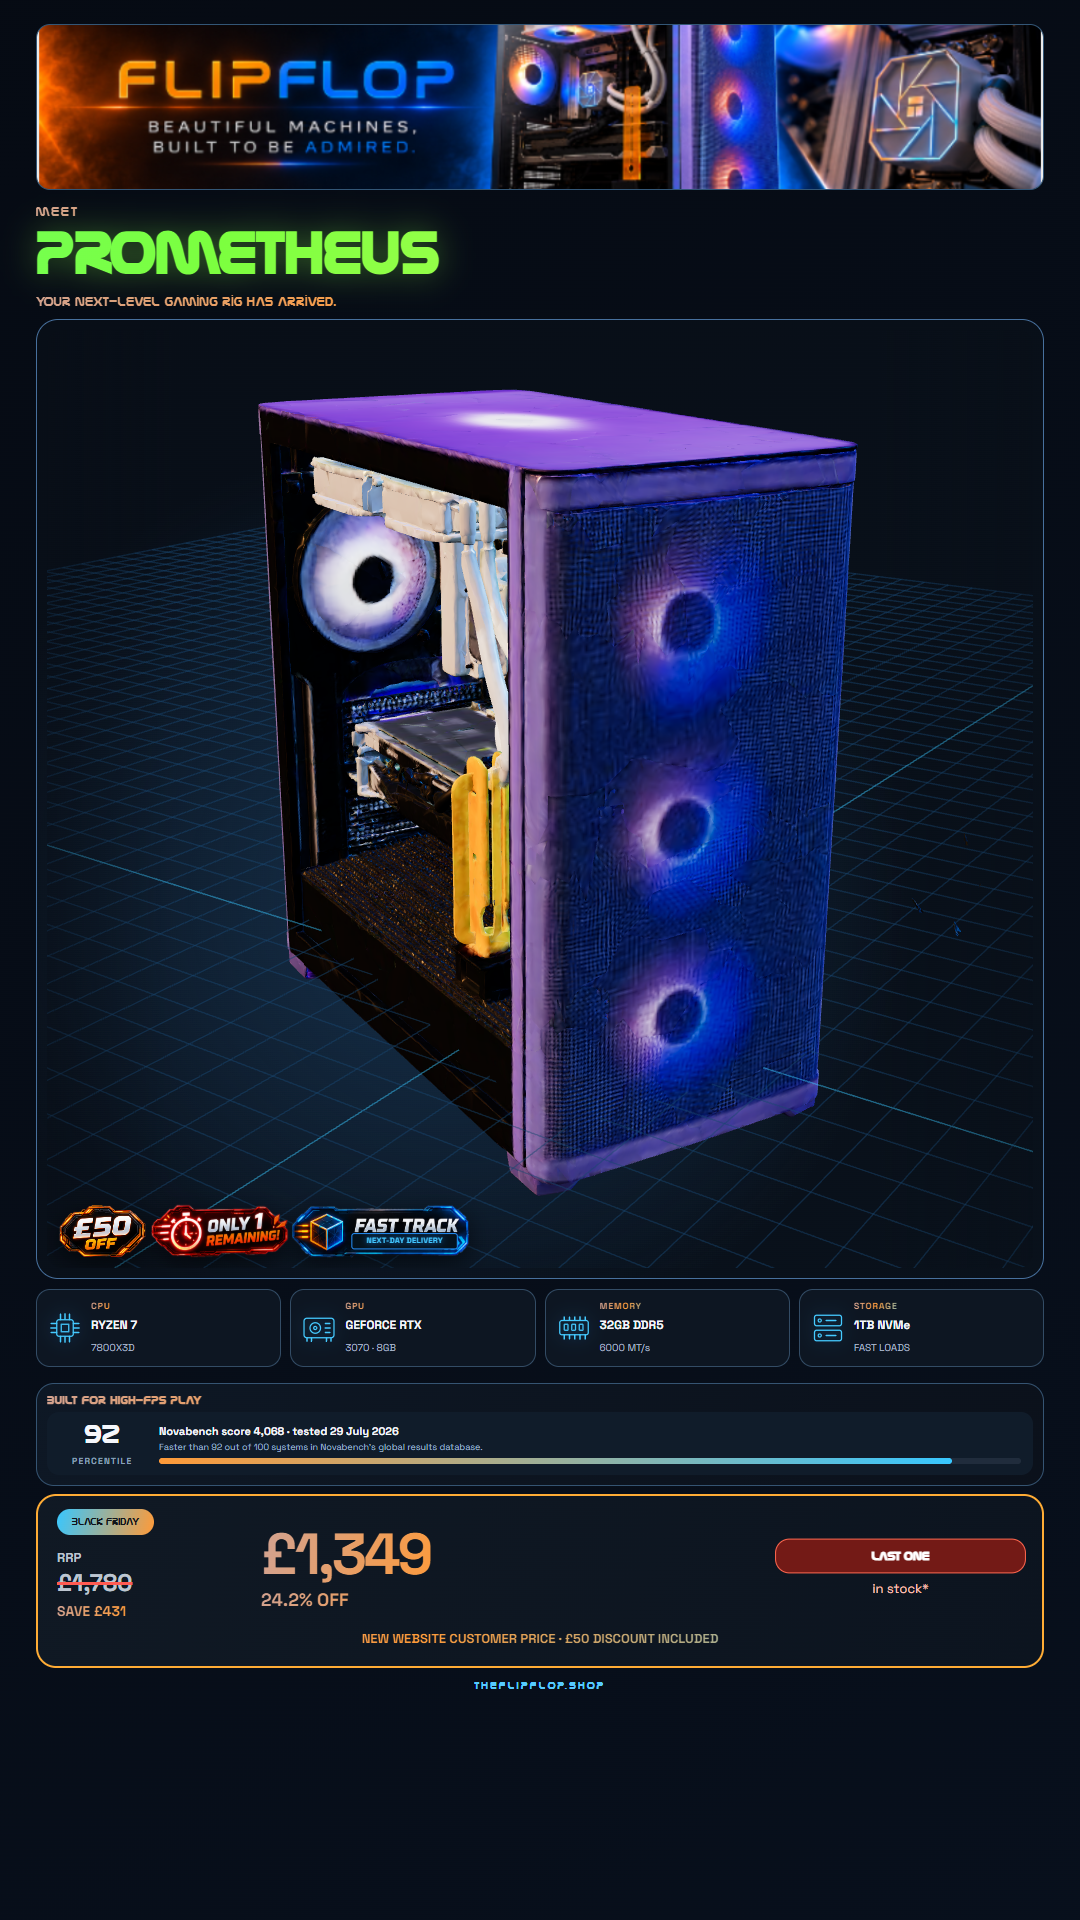 FLIPFLOP
BEAUTIFUL MACHINES,
BUILT TO BE ADMIRED.
MEET
PROMETHEUS
YOUR NEXT-LEVEL GAMING RIG HAS ARRIVED.
£50 OFF
ONLY 1 REMAINING!
FAST TRACK
NEXT-DAY DELIVERY
CPU
RYZEN 7
7800X3D
GPU
GEFORCE RTX
3070 · 8GB
MEMORY
32GB DDR5
6000 MT/s
STORAGE
1TB NVMe
FAST LOADS
BUILT FOR HIGH-FPS PLAY
92
PERCENTILE
Novabench score 4,068 · tested 29 July 2026
Faster than 92 out of 100 systems in Novabench's global results database.
BLACK FRIDAY
RRP
£1,780
SAVE £431
£1,349
24.2% OFF
LAST ONE
in stock*
NEW WEBSITE CUSTOMER PRICE · £50 DISCOUNT INCLUDED
THEFLIPFLOP.SHOP